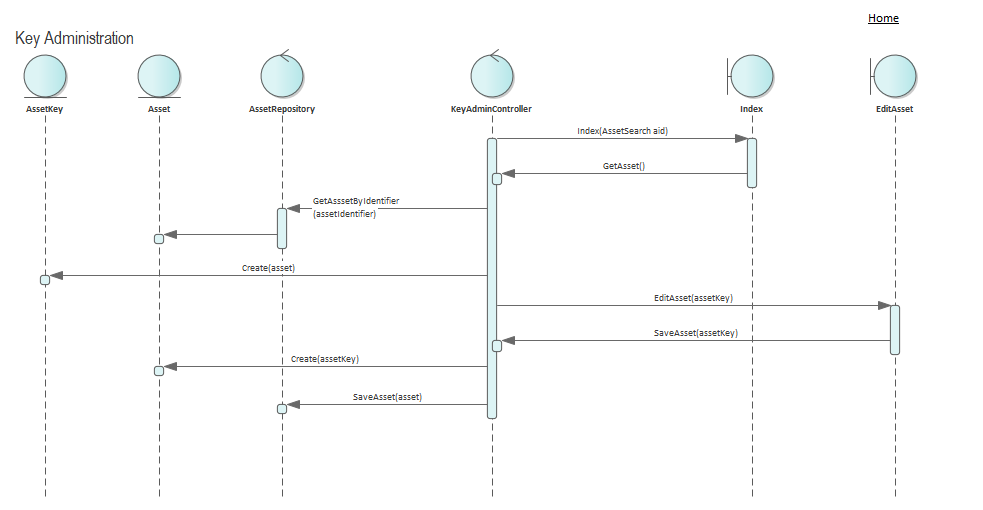 Home
Key Administration
AssetKey
Asset
AssetRepository
KeyAdminController
Index
EditAsset
Index(AssetSearch aid)
GetAsset()
GetAsssetByIdentifier
(assetIdentifier)
Create(asset)
EditAsset(assetKey)
SaveAsset(assetKey)
Create(assetKey)
SaveAsset(asset)